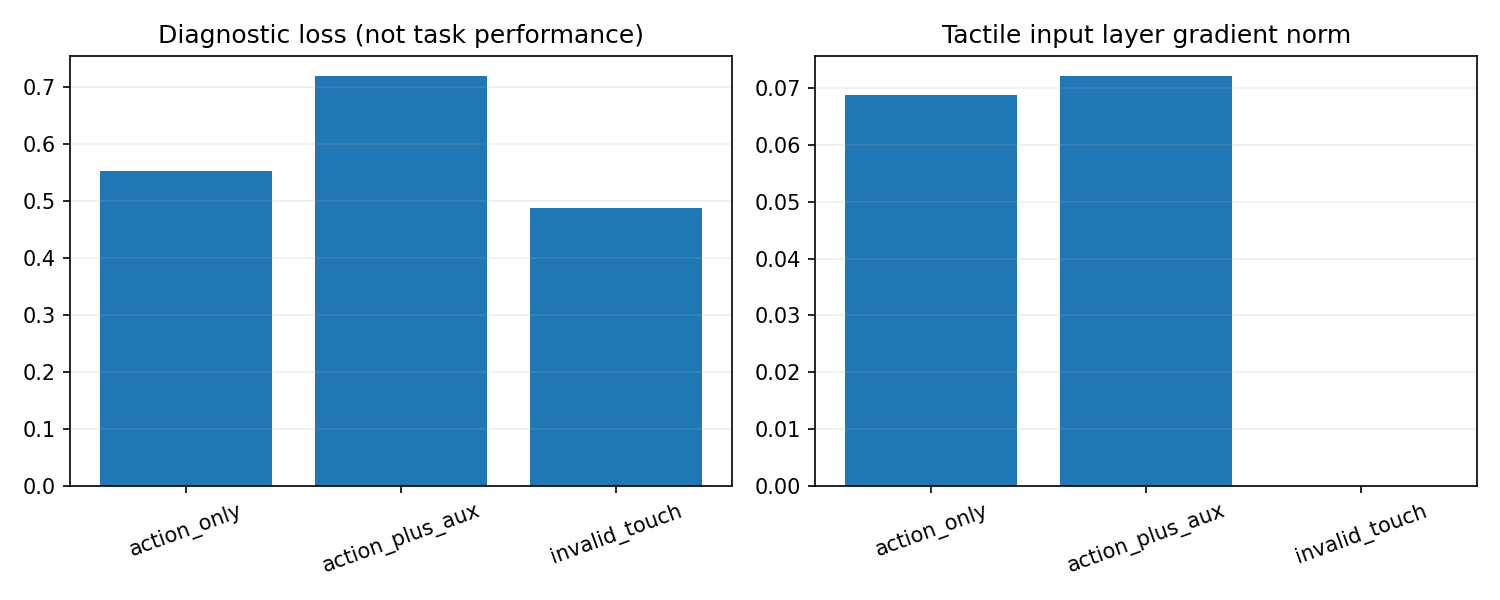 Diagnostic loss (not task performance)
0.7
0.6
0.5
0.4
0.3
0.2
0.1
0.0
action_only
action_plus_aux
invalid_touch
Tactile input layer gradient norm
0.07
0.06
0.05
0.04
0.03
0.02
0.01
0.00
action_only
action_plus_aux
invalid_touch